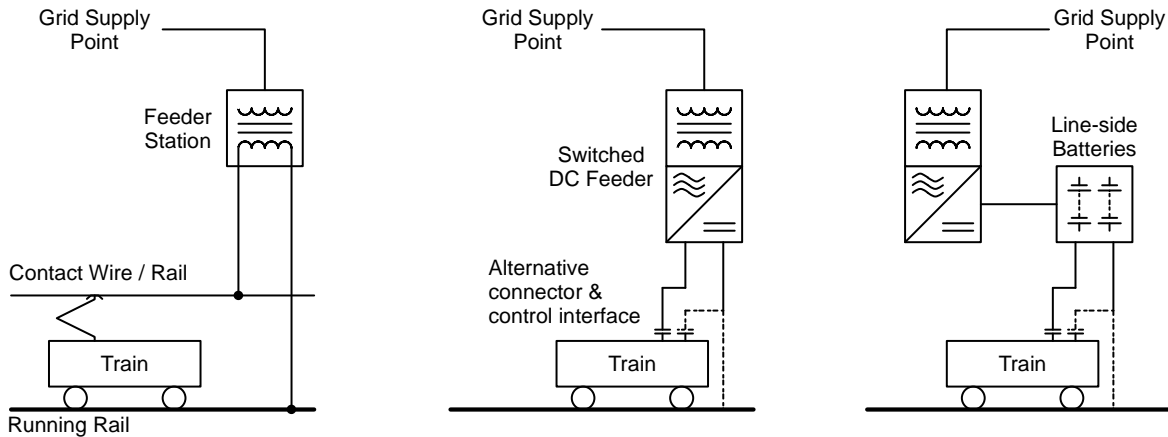 Grid Supply
Point
Feeder
Station
Contact Wire / Rail
Train
Running Rail
Grid Supply
Point
Switched
DC Feeder
Alternative
connector &
control interface
Train
Grid Supply
Point
Line-side
Batteries
Train